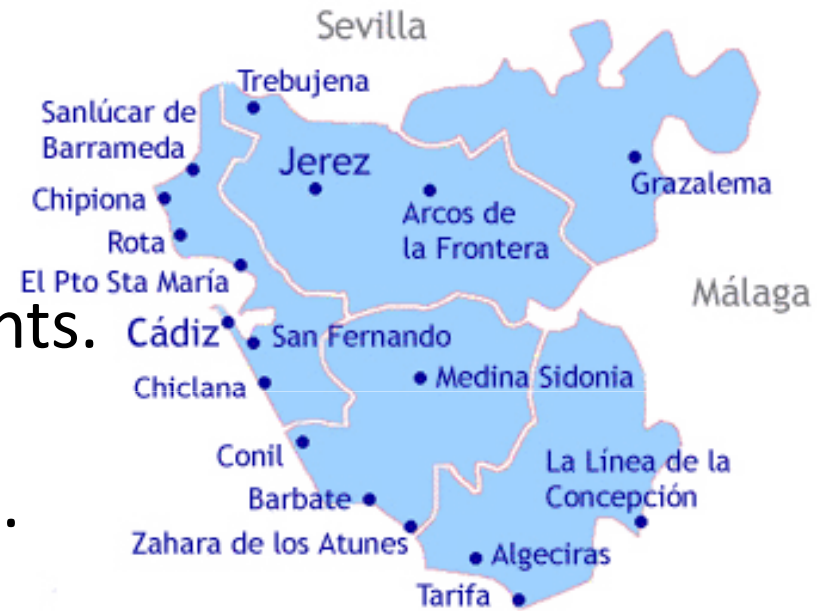 Sevilla
Trebujena
Sanlúcar de
Barrameda
Jerez
Grazalema
Chipiona
Arcos de
la Frontera
Rota
El Pto Sta María
Málaga
nts.
Cádiz
San Fernando
Chiclana
Medina Sidonia
Conil
La Línea de la
Concepción
Barbate
.
Zahara de los Atunes
Algeciras
Tarifa